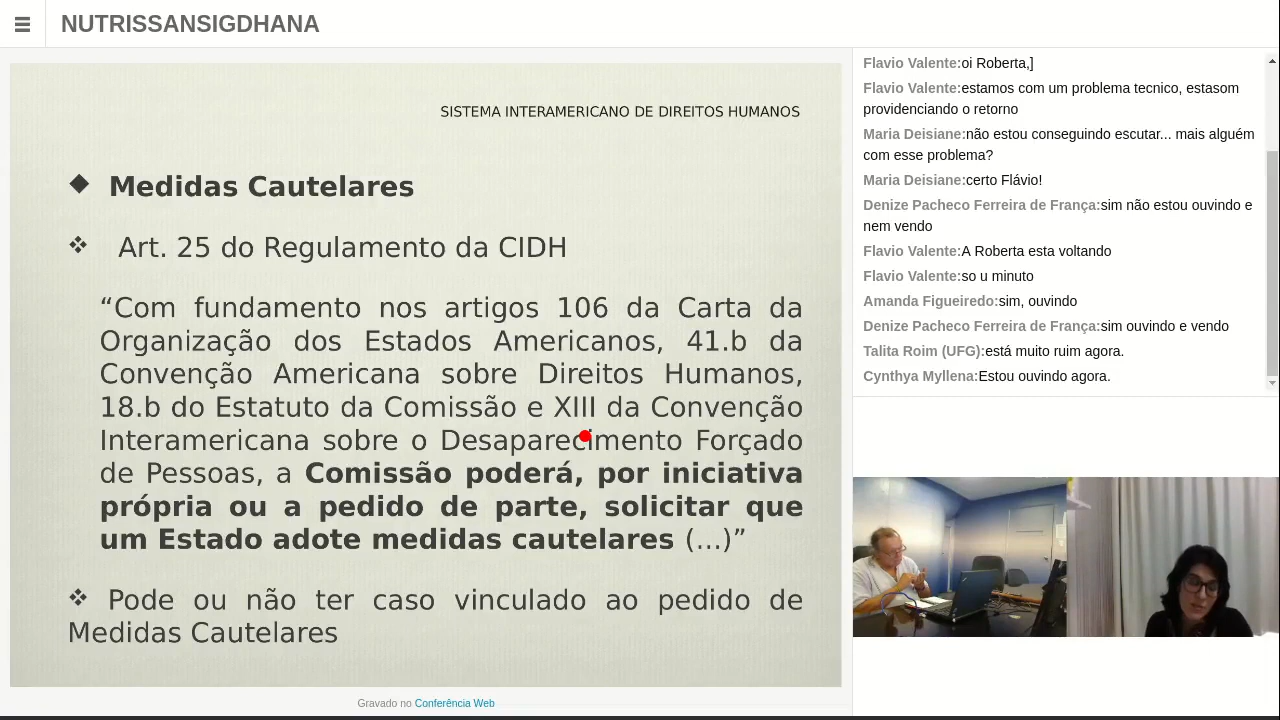 NUTRISSANSIGDHANA
SISTEMA INTERAMERICANO DE DIREITOS HUMANOS
Medidas Cautelares
Art. 25 do Regulamento da CIDH
“Com fundamento nos artigos 106 da Carta da
Organização dos Estados Americanos, 41.b da
Convenção Americana sobre Direitos Humanos,
18.b do Estatuto da Comissão e XIII da Convenção
Interamericana sobre o Desaparecimento Forçado
de Pessoas, a Comissão poderá, por iniciativa
própria ou a pedido de parte, solicitar que
um Estado adote medidas cautelares (...)”
Pode ou não ter caso vinculado ao pedido de
Medidas Cautelares
Gravado no Conferência Web
Flavio Valente:oi Roberta,]
Flavio Valente:estamos com um problema tecnico, estasom
providenciando o retorno
Maria Deisiane:não estou conseguindo escutar... mais alguém
com esse problema?
Maria Deisiane:certo Flávio!
Denize Pacheco Ferreira de França:sim não estou ouvindo e
nem vendo
Flavio Valente:A Roberta esta voltando
Flavio Valente:so u minuto
Amanda Figueiredo:sim, ouvindo
Denize Pacheco Ferreira de França:sim ouvindo e vendo
Talita Roim (UFG):está muito ruim agora.
Cynthya Myllena:Estou ouvindo agora.